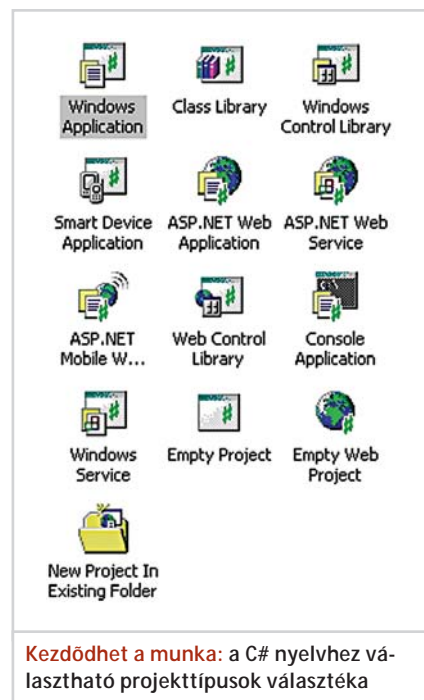 Windows Application
Class Library
Windows Control Library
Smart Device Application
ASP.NET Web Application
ASP.NET Web Service
ASP.NET Mobile W...
Web Control Library
Console Application
Windows Service
Empty Project
Empty Web Project
New Project In Existing Folder
Kezdõdhet a munka: a C# nyelvhez vá-
lasztható projekttípusok választéka